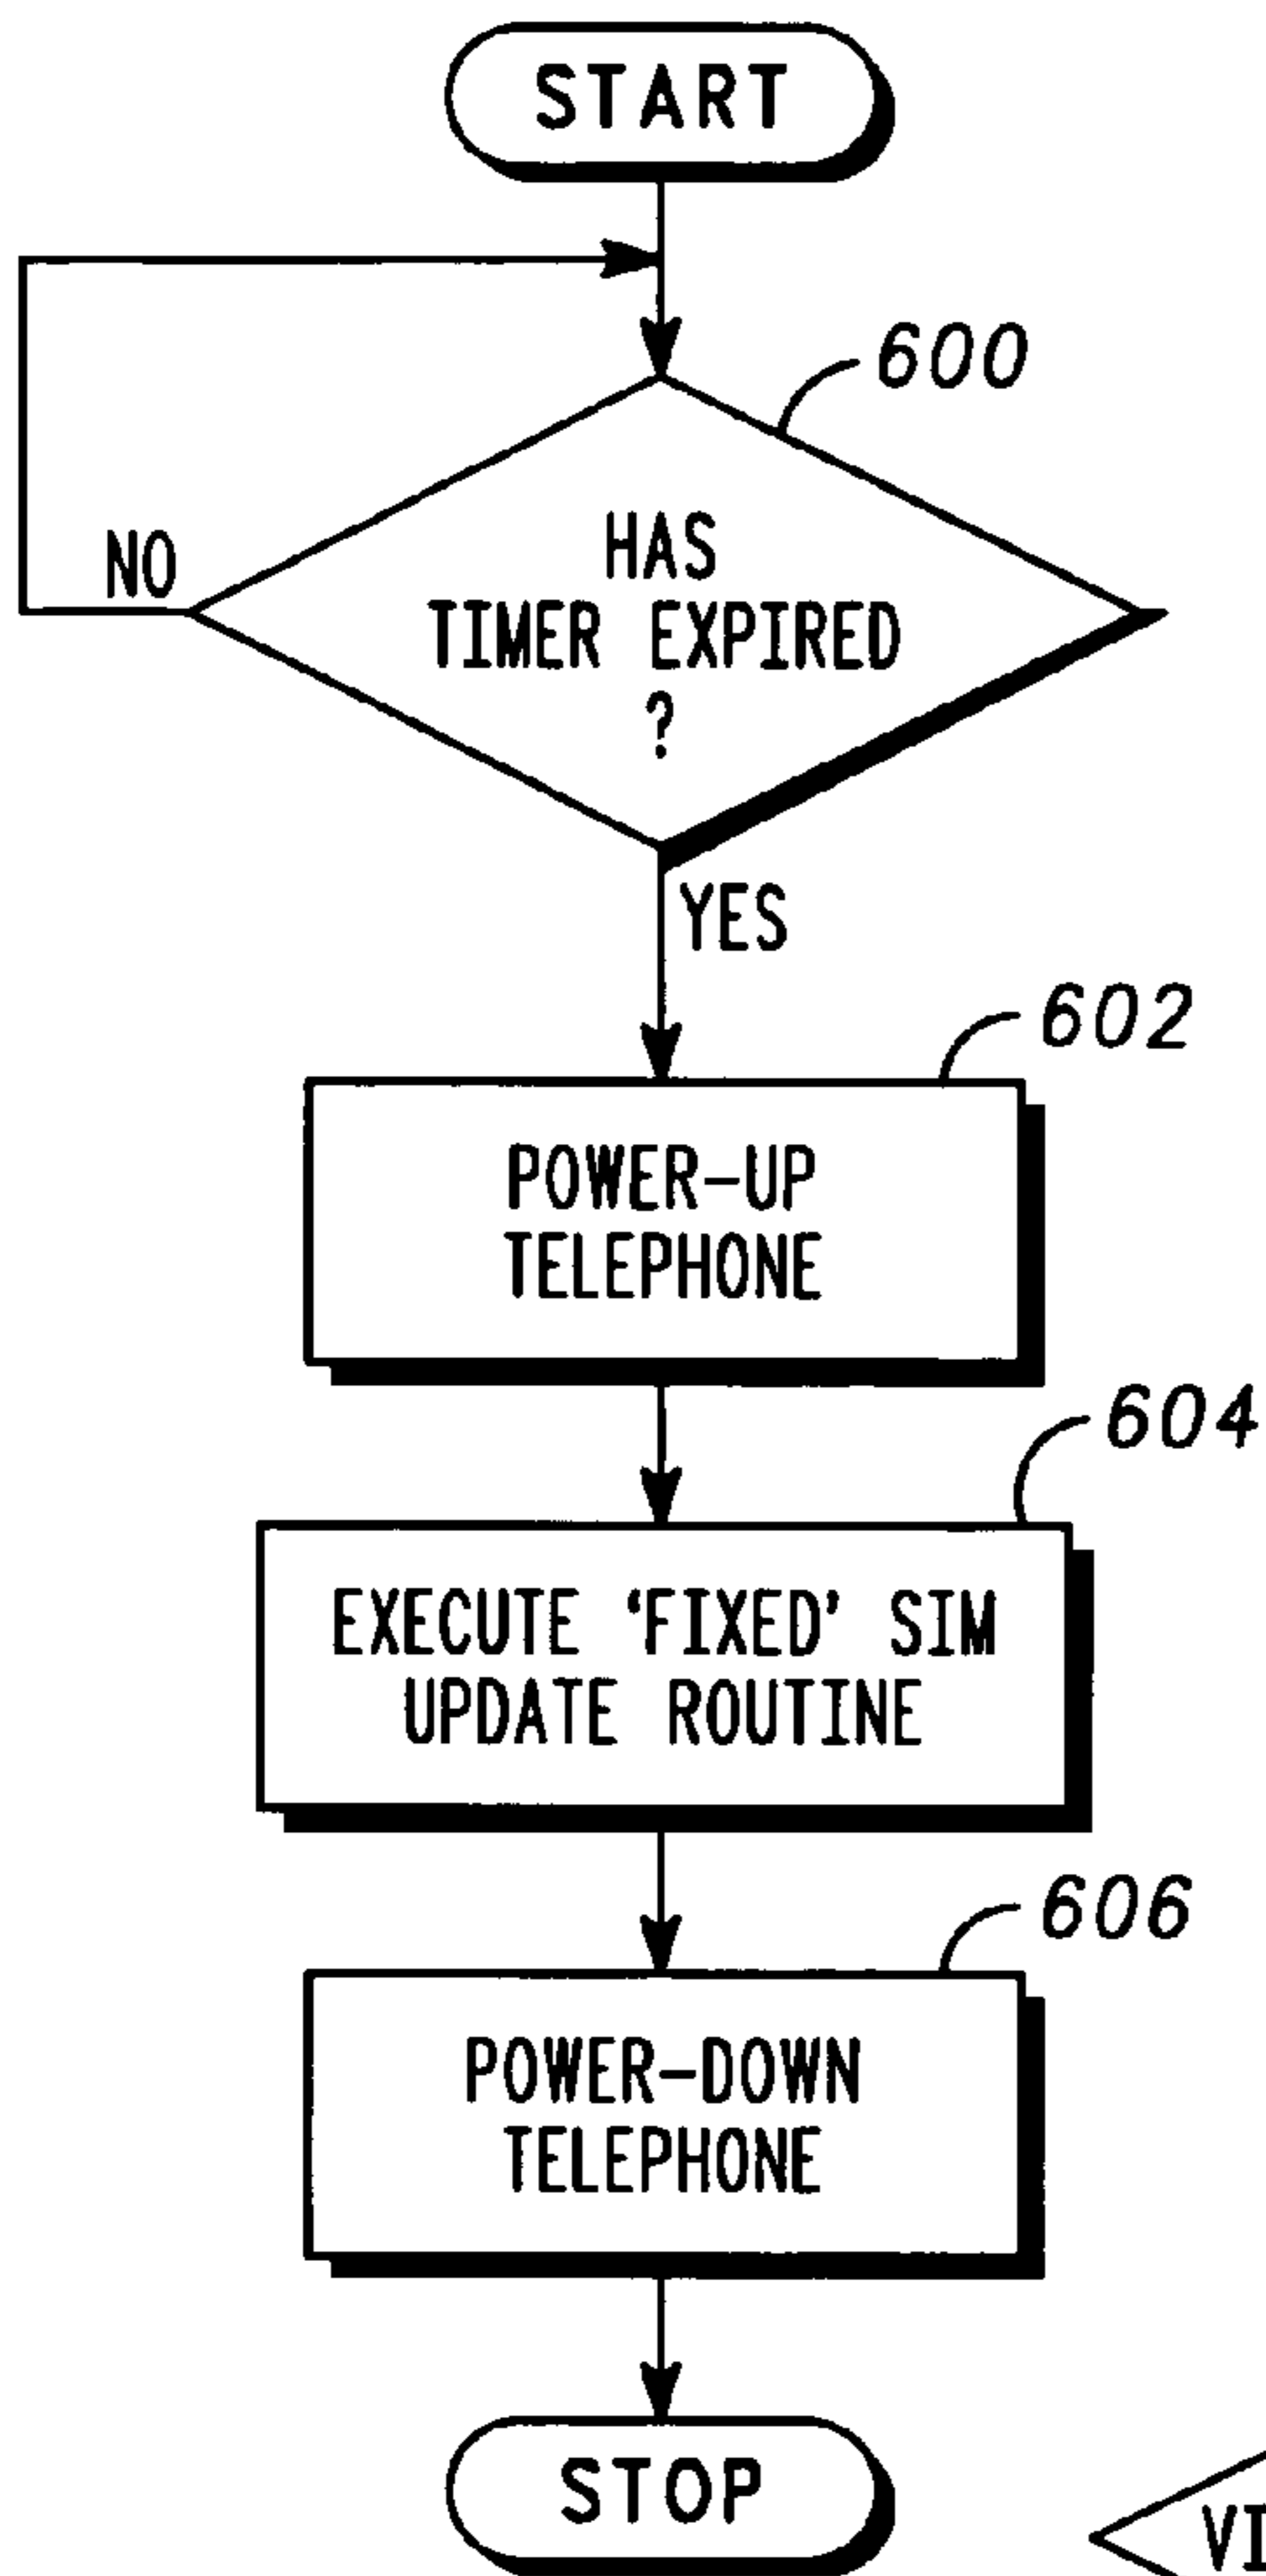 START
600
HAS
TIMER EXPIRED
?
NO
YES
602
POWER-UP
TELEPHONE
604
EXECUTE 'FIXED' SIM
UPDATE ROUTINE
606
POWER-DOWN
TELEPHONE
STOP